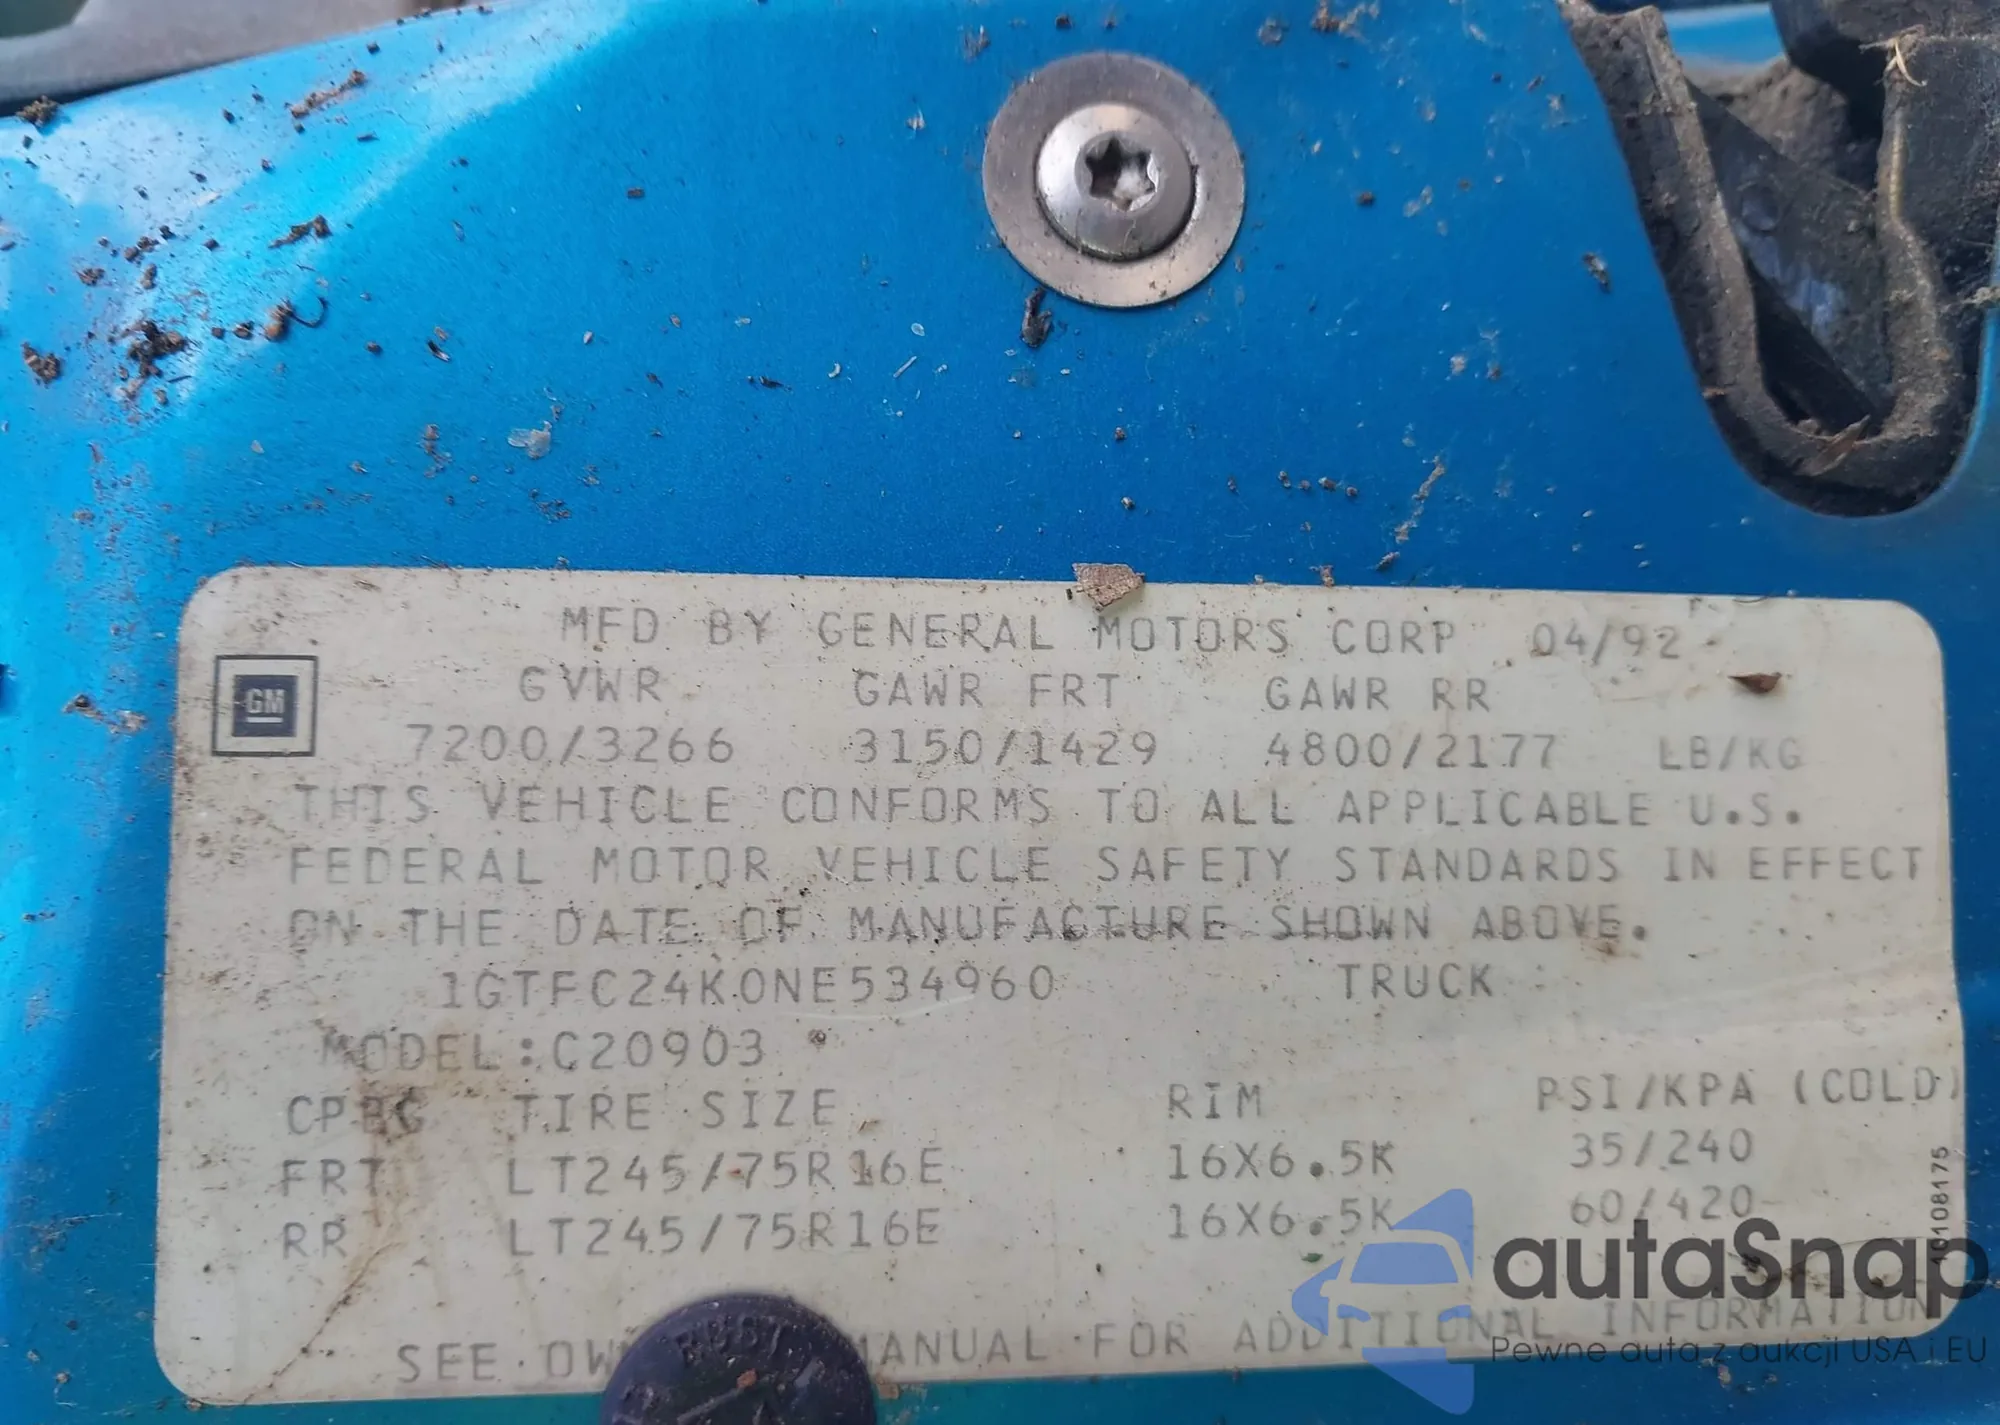 MFD BY GENERAL MOTORS CORP 04/92
GM
GVWR GAWR FRT GAWR RR
7200/3266 3150/1429 4800/2177 LB/KG
THIS VEHICLE CONFORMS TO ALL APPLICABLE U.S.
FEDERAL MOTOR VEHICLE SAFETY STANDARDS IN EFFECT
ON THE DATE OF MANUFACTURE SHOWN ABOVE.
1GTFC24K0NE534960 TRUCK
MODEL:C20903
TIRE SIZE RIM PSI/KPA (COLD)
FRT LT245/75R16E 16X6.5K 35/240
RR LT245/75R16E 16X6.5K 60/420
10108175
SEE MANUAL FOR ADDITIONAL INFORMATION
autaSnap
Pewne auta z aukcji USA i EU